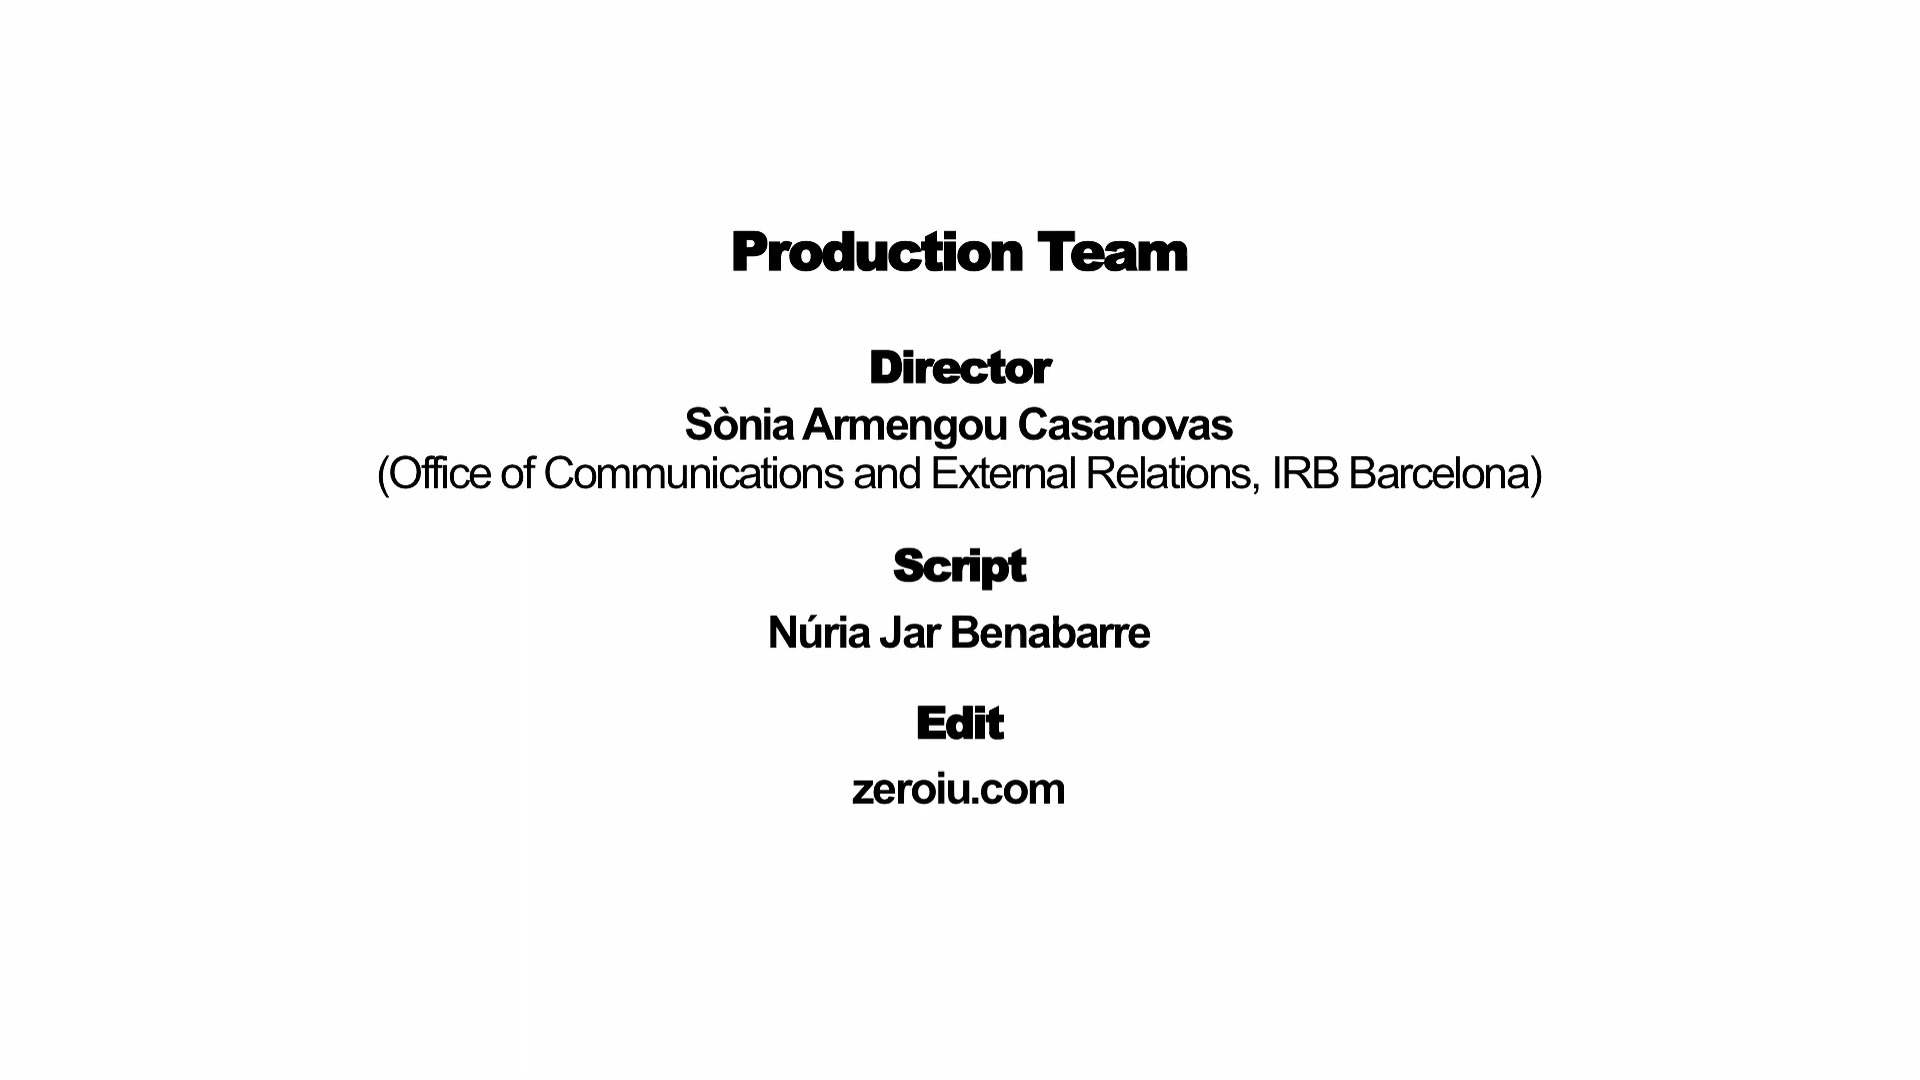 Production Team
Director
Sònia Armengou Casanovas
(Office of Communications and External Relations, IRB Barcelona)
Script
Núria Jar Benabarre
Edit
zeroiu.com